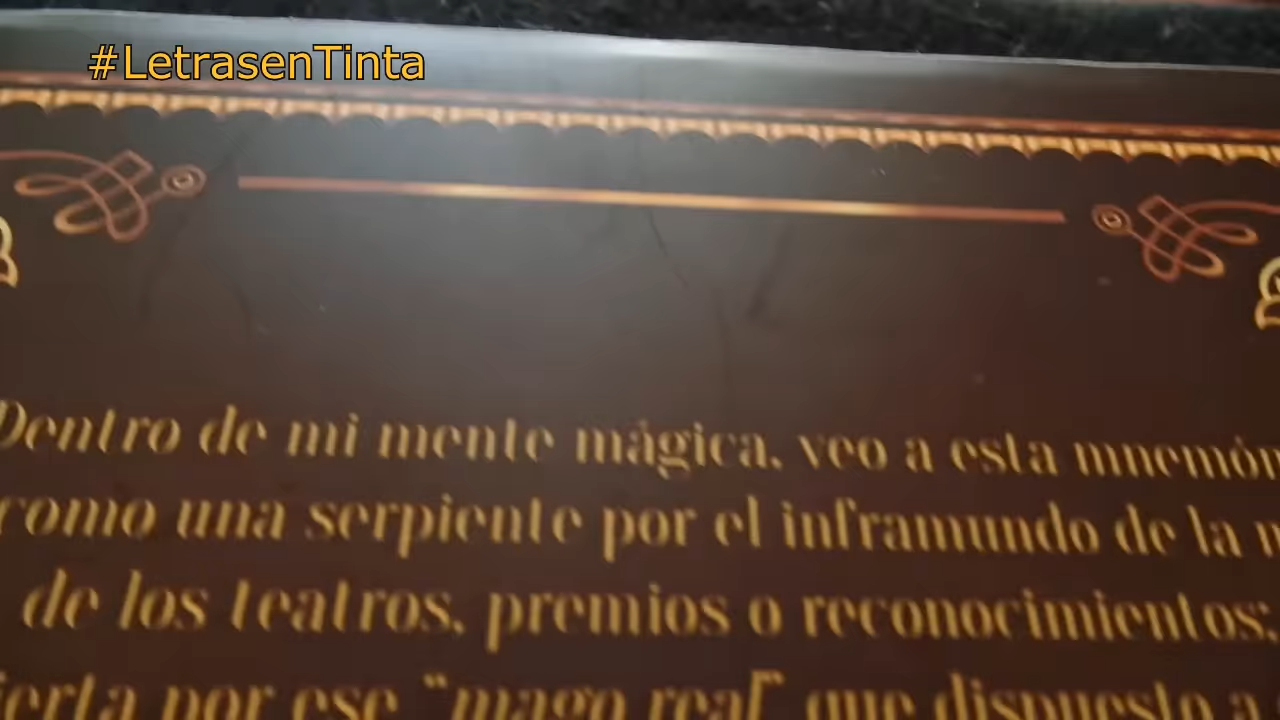 #LetrasenTinta
Dentro de mi mente mágica, veo a esta
como una serpiente por el inframundo de la
de los teatros, premios o reconocimientos;
por ese “mago real” que dispuesto a